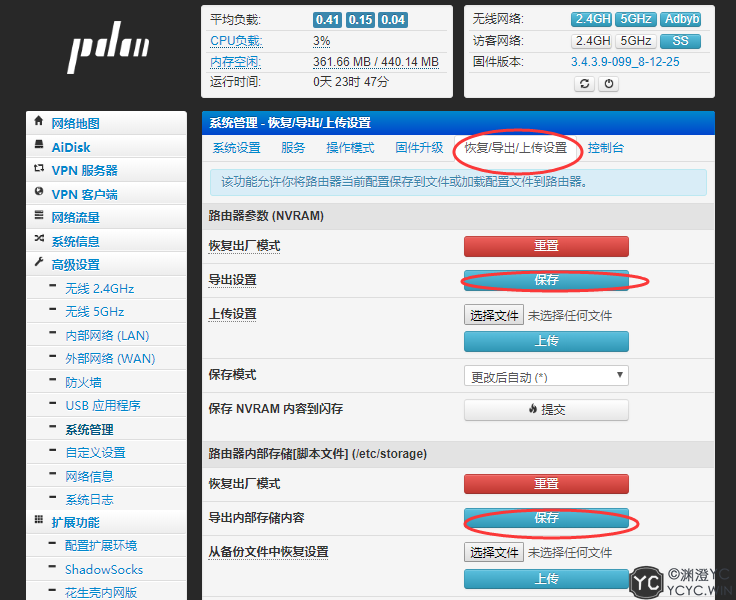 pdcn
平均负载: 0.41 0.15 0.04
CPU负载: 3%
内存空闲: 361.66 MB / 440.14 MB
运行时间: 0天 23时 47分
无线网络: 2.4GH 5GHz Adbyb
访客网络: 2.4GH 5GHz SS
固件版本: 3.4.3.9-099_8-12-25
网络地图
AiDisk
VPN 服务器
VPN 客户端
网络流量
系统信息
高级设置
无线 2.4GHz
无线 5GHz
内部网络 (LAN)
外部网络 (WAN)
防火墙
USB 应用程序
系统管理
自定义设置
网络信息
系统日志
扩展功能
配置扩展环境
ShadowSocks
花生壳内网版
系统管理 - 恢复/导出/上传设置
系统设置 服务 操作模式 固件升级 恢复/导出/上传设置 控制台
该功能允许你将路由器当前配置保存到文件或加载配置文件到路由器。
路由器参数 (NVRAM)
恢复出厂模式 重置
导出设置 保存
上传设置 选择文件 未选择任何文件
上传
保存模式 更改后自动 (*)
保存 NVRAM 内容到闪存 提交
路由器内部存储[脚本文件] (/etc/storage)
恢复出厂模式 重置
导出内部存储内容 保存
从备份文件中恢复设置 选择文件 未选择任何文件
上传
YC ©渊澄YC
YCYC.WIN